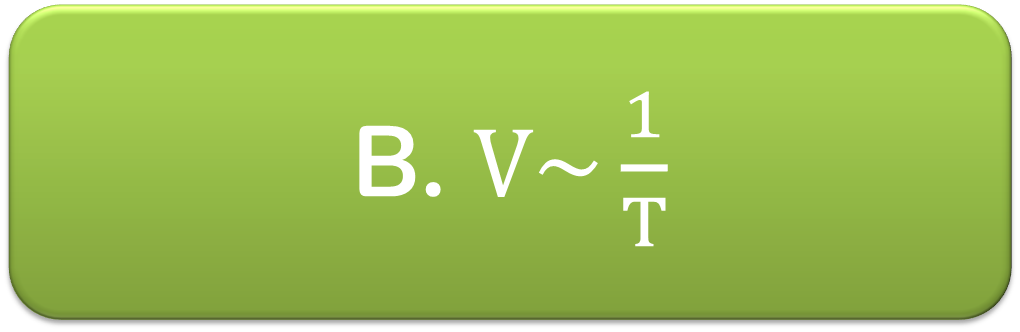 B. V~ 1/T